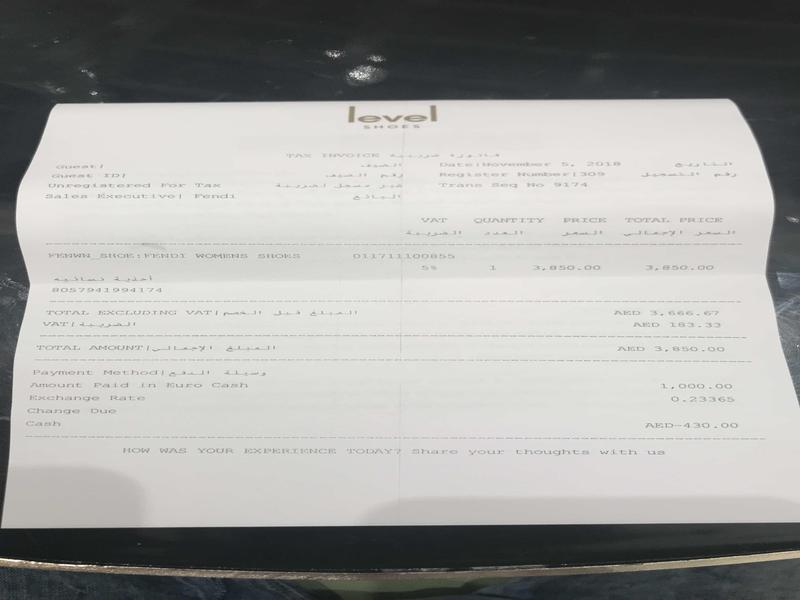 level
SHOES
TAX INVOICE فاتورة ضريبية
Guest| الضيف Date:November 5, 2018 التاريخ
Guest ID| رقم الضيف Register Number|309 رقم التسجيل
Unregistered For Tax غير مسجل لضريبة Trans Seq No 9174
Sales Executive| Fendi البائع
VAT QUANTITY PRICE TOTAL PRICE
الضريبة العدد السعر السعر الإجمالي
FENWN_SHOE:FENDI WOMENS SHOES 011711100855
5% 1 3,850.00 3,850.00
أحذية نسائيه
8057941994174
TOTAL EXCLUDING VAT|المبلغ قبل الخصم AED 3,666.67
VAT|الضريبة AED 183.33
TOTAL AMOUNT|المبلغ الإجمالي AED 3,850.00
Payment Method|وسيلة الدفع
Amount Paid in Euro Cash 1,000.00
Exchange Rate 0.23365
Change Due
Cash AED-430.00
HOW WAS YOUR EXPERIENCE TODAY? Share your thoughts with us